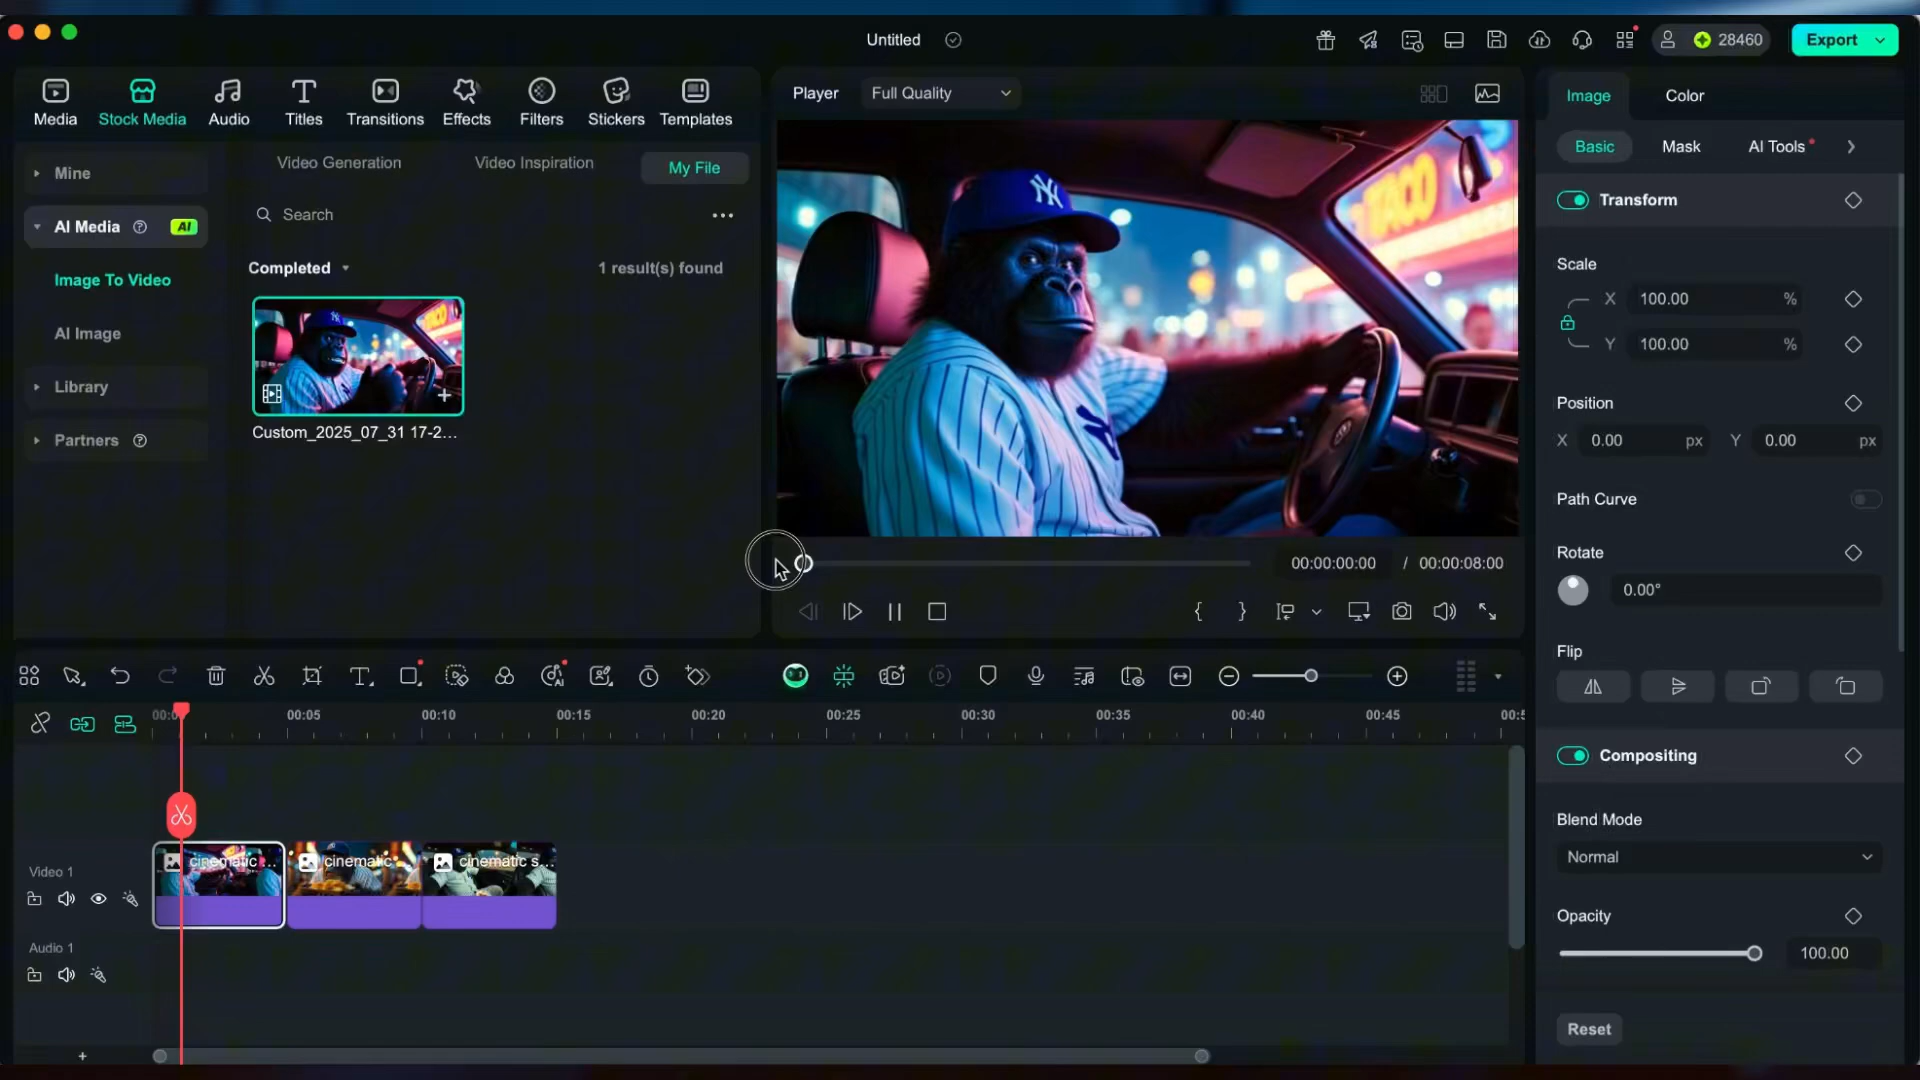 Untitled
28460
Export
Media
Stock Media
Audio
Titles
Transitions
Effects
Filters
Stickers
Templates
Player
Full Quality
Image
Color
Mine
Video Generation
Video Inspiration
My File
Basic
Mask
AI Tools
AI Media
AI
Search
Transform
Image To Video
Completed
1 result(s) found
Scale
X 100.00 %
Y 100.00 %
AI Image
Library
Partners
Custom_2025_07_31 17-2...
NY
TACO
Position
X 0.00 px Y 0.00 px
Path Curve
Rotate
0.00°
00:00:00:00 / 00:00:08:00
Flip
00:05
00:10
00:15
00:20
00:25
00:30
00:35
00:40
00:45
Compositing
Blend Mode
Normal
Video 1
cinematic ...
cinematic
cinematic s...
Opacity
100.00
Audio 1
Reset